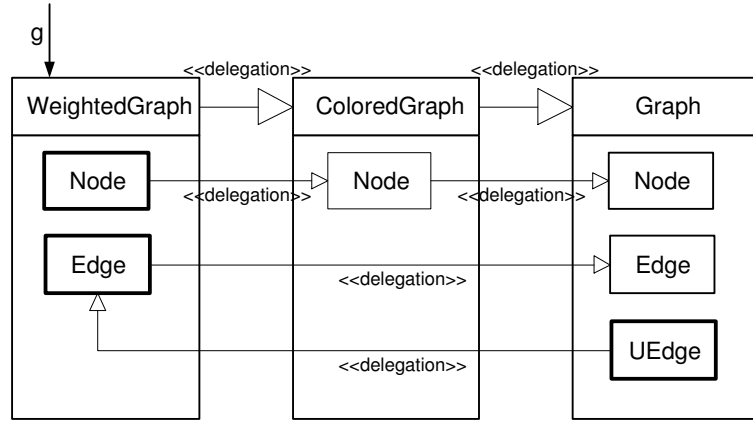 g
<<delegation>> <<delegation>>
WeightedGraph ColoredGraph Graph
Node Node Node
<<delegation>> <<delegation>>
Edge Edge
<<delegation>>
UEdge
<<delegation>>